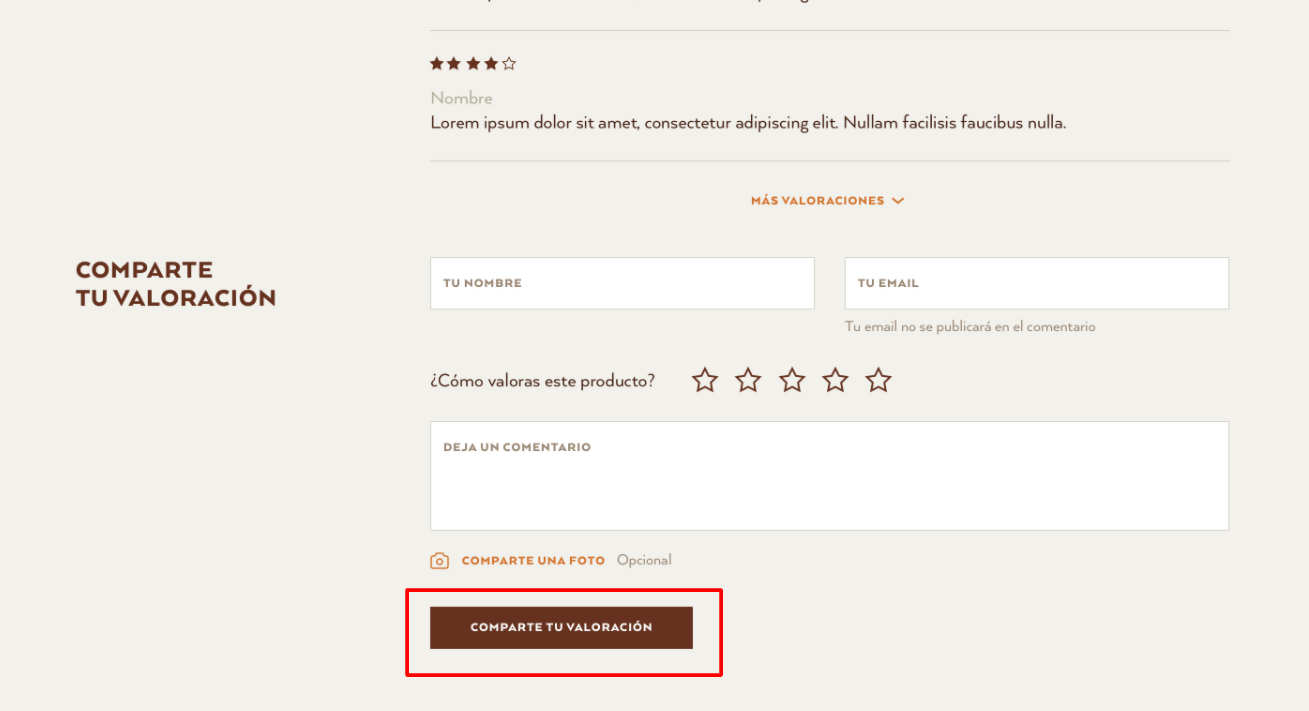 Nombre
Lorem ipsum dolor sit amet, consectetur adipiscing elit. Nullam facilisis faucibus nulla.
MÁS VALORACIONES
COMPARTE
TU VALORACIÓN
TU NOMBRE
TU EMAIL
Tu email no se publicará en el comentario
¿Cómo valoras este producto?
DEJA UN COMENTARIO
COMPARTE UNA FOTO Opcional
COMPARTE TU VALORACIÓN